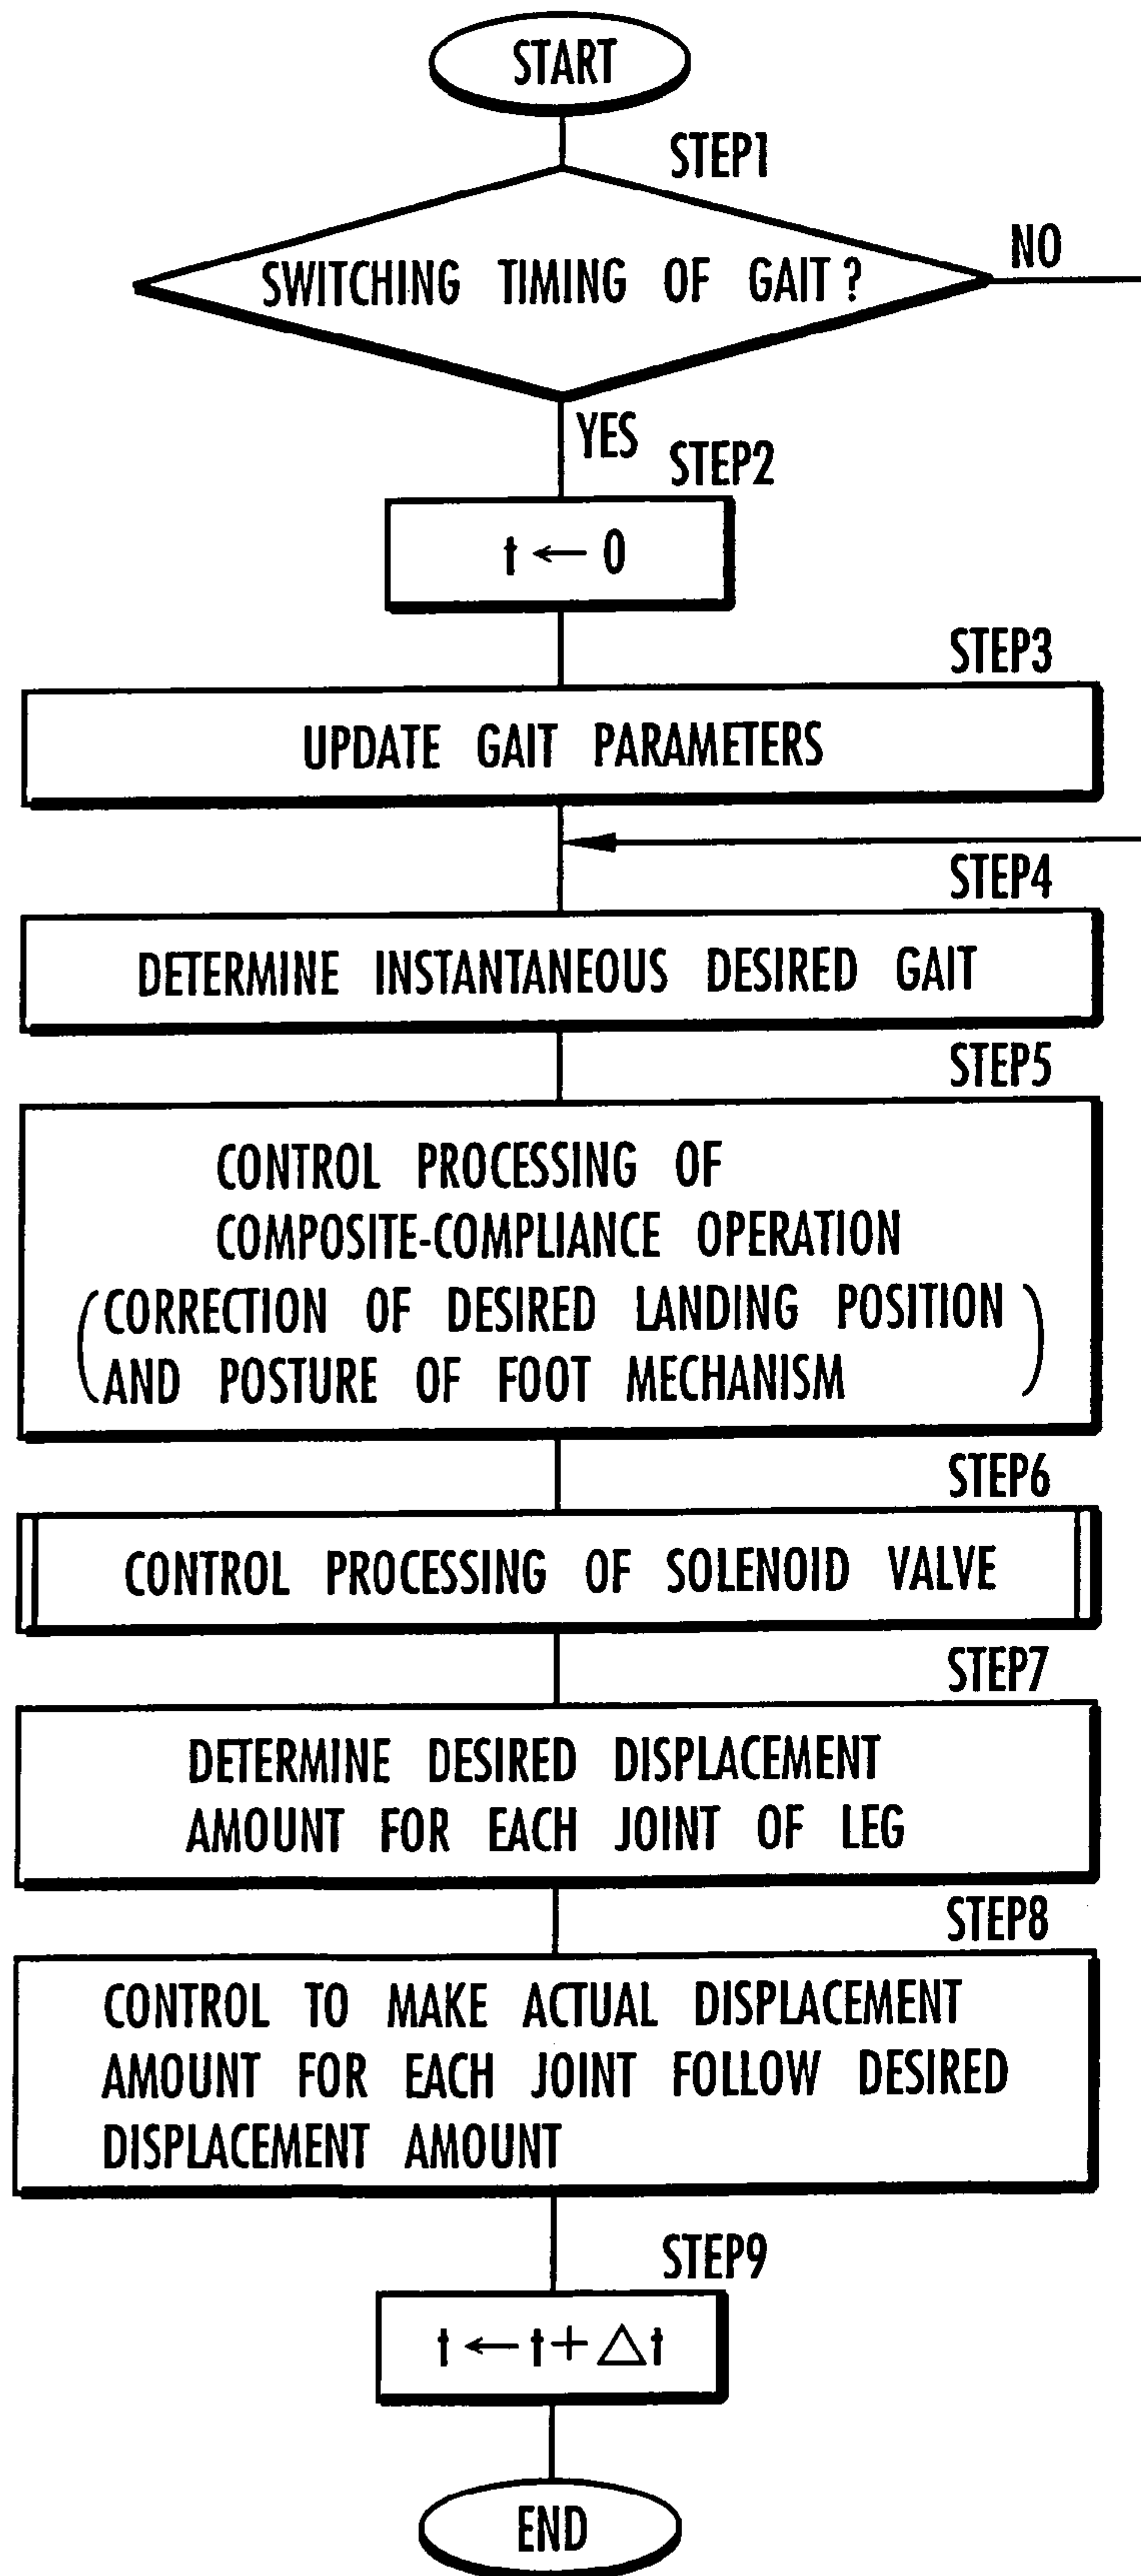 START
STEP1
SWITCHING TIMING OF GAIT?
NO
YES
STEP2
t ← 0
STEP3
UPDATE GAIT PARAMETERS
STEP4
DETERMINE INSTANTANEOUS DESIRED GAIT
STEP5
CONTROL PROCESSING OF
COMPOSITE-COMPLIANCE OPERATION
(CORRECTION OF DESIRED LANDING POSITION
AND POSTURE OF FOOT MECHANISM)
STEP6
CONTROL PROCESSING OF SOLENOID VALVE
STEP7
DETERMINE DESIRED DISPLACEMENT
AMOUNT FOR EACH JOINT OF LEG
STEP8
CONTROL TO MAKE ACTUAL DISPLACEMENT
AMOUNT FOR EACH JOINT FOLLOW DESIRED
DISPLACEMENT AMOUNT
STEP9
t ← t + △t
END